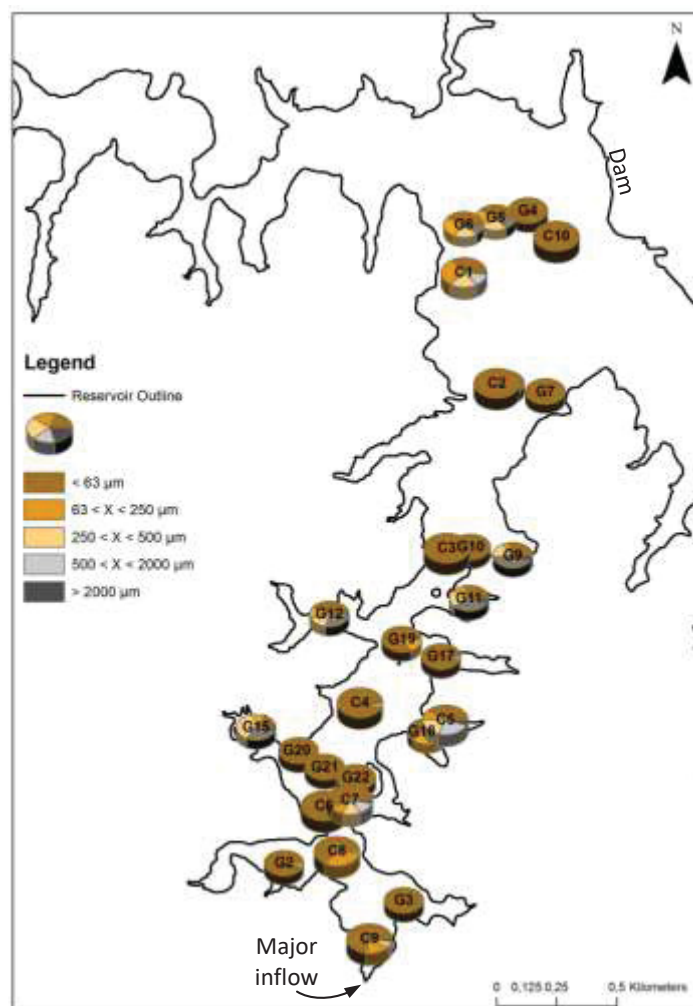 N
Dam
G6
G5
G4
C10
C1
Legend
Reservoir Outline
C2
G7
< 63 µm
63 < X < 250 µm
250 < X < 500 µm
500 < X < 2000 µm
> 2000 µm
C3
G10
G9
G11
G12
G19
G17
C4
C5
G15
G16
G20
G21
G22
C6
C7
C8
G2
G3
C9
Major
inflow
0 0,125 0,25 0,5 Kilometers